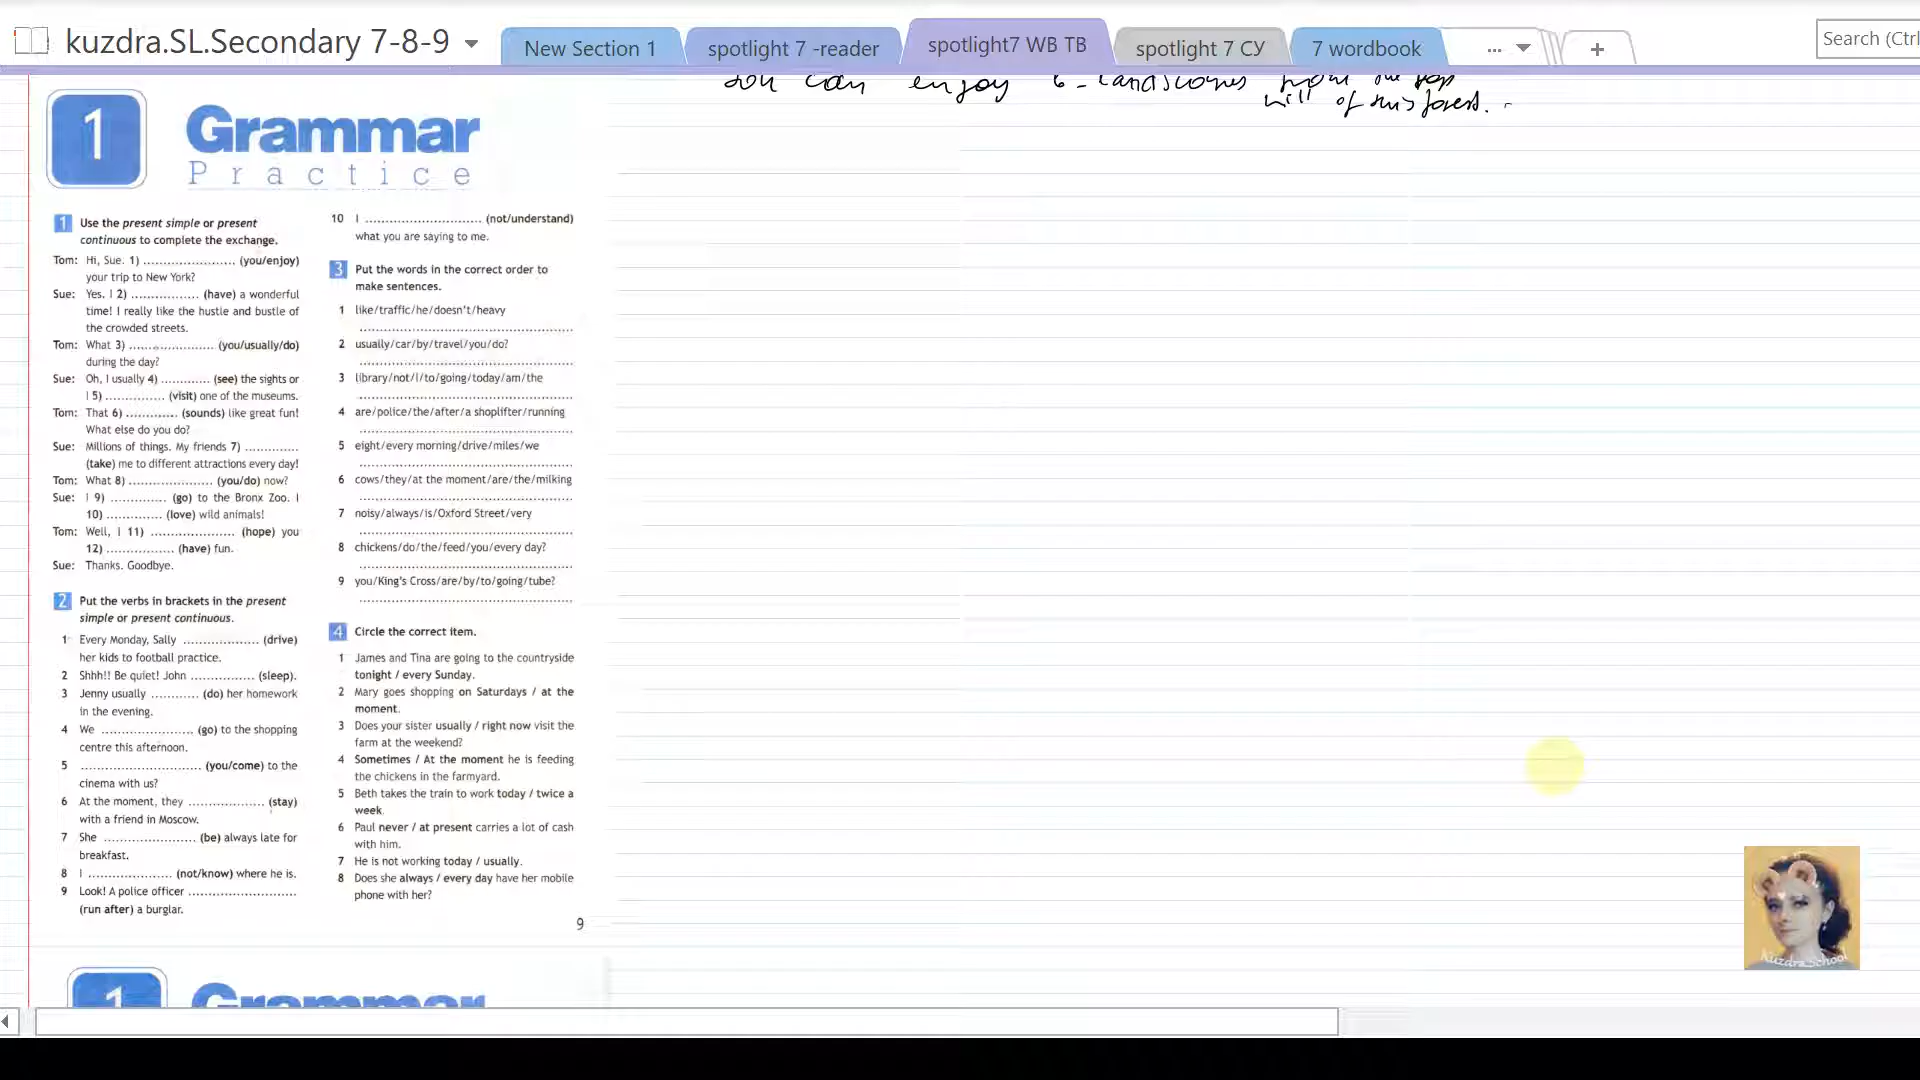 kuzdra.SL.Secondary 7-8-9
New Section 1
spotlight 7 -reader
spotlight7 WB TB
spotlight 7 СУ
7 wordbook
...
+
Search (Ctrl
can enjoy
hill of this forest.
1
Grammar
Practice
1 Use the present simple or present
continuous to complete the exchange.
Tom: Hi, Sue. 1) ........................ (you/enjoy)
your trip to New York?
Sue: Yes. I 2) ................. (have) a wonderful
time! I really like the hustle and bustle of
the crowded streets.
Tom: What 3) ...................... (you/usually/do)
during the day?
Sue: Oh, I usually 4) ............ (see) the sights or
I 5) ............... (visit) one of the museums.
Tom: That 6) ............. (sounds) like great fun!
What else do you do?
Sue: Millions of things. My friends 7) .............
(take) me to different attractions every day!
Tom: What 8) ..................... (you/do) now?
Sue: I 9) .............. (go) to the Bronx Zoo. I
10) .............. (love) wild animals!
Tom: Well, I 11) ..................... (hope) you
12) ................. (have) fun.
Sue: Thanks. Goodbye.
2 Put the verbs in brackets in the present
simple or present continuous.
1 Every Monday, Sally ................... (drive)
her kids to football practice.
2 Shhh!! Be quiet! John ................ (sleep).
3 Jenny usually ............ (do) her homework
in the evening.
4 We ....................... (go) to the shopping
centre this afternoon.
5 .............................. (you/come) to the
cinema with us?
6 At the moment, they ................... (stay)
with a friend in Moscow.
7 She ....................... (be) always late for
breakfast.
8 I ..................... (not/know) where he is.
9 Look! A police officer ...........................
(run after) a burglar.
10 I ............................. (not/understand)
what you are saying to me.
3 Put the words in the correct order to
make sentences.
1 like/traffic/he/doesn't/heavy
......................................................
2 usually/car/by/travel/you/do?
......................................................
3 library/not/I/to/going/today/am/the
......................................................
4 are/police/the/after/a shoplifter/running
......................................................
5 eight/every morning/drive/miles/we
......................................................
6 cows/they/at the moment/are/the/milking
......................................................
7 noisy/always/is/Oxford Street/very
......................................................
8 chickens/do/the/feed/you/every day?
......................................................
9 you/King's Cross/are/by/to/going/tube?
......................................................
4 Circle the correct item.
1 James and Tina are going to the countryside
tonight / every Sunday.
2 Mary goes shopping on Saturdays / at the
moment.
3 Does your sister usually / right now visit the
farm at the weekend?
4 Sometimes / At the moment he is feeding
the chickens in the farmyard.
5 Beth takes the train to work today / twice a
week.
6 Paul never / at present carries a lot of cash
with him.
7 He is not working today / usually.
8 Does she always / every day have her mobile
phone with her?
9
Kuzdra.School
1
Grammar